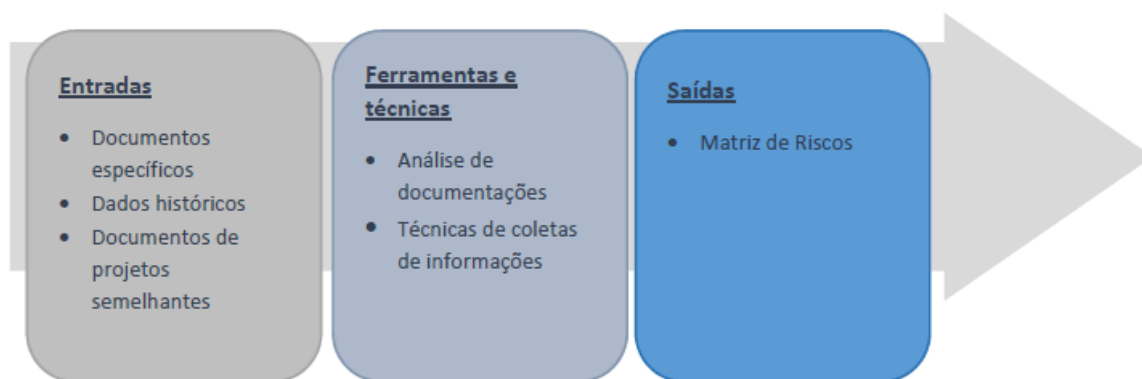 Entradas
• Documentos
específicos
• Dados históricos
• Documentos de
projetos
semelhantes
Ferramentas e
técnicas
• Análise de
documentações
• Técnicas de coletas
de informações
Saídas
• Matriz de Riscos